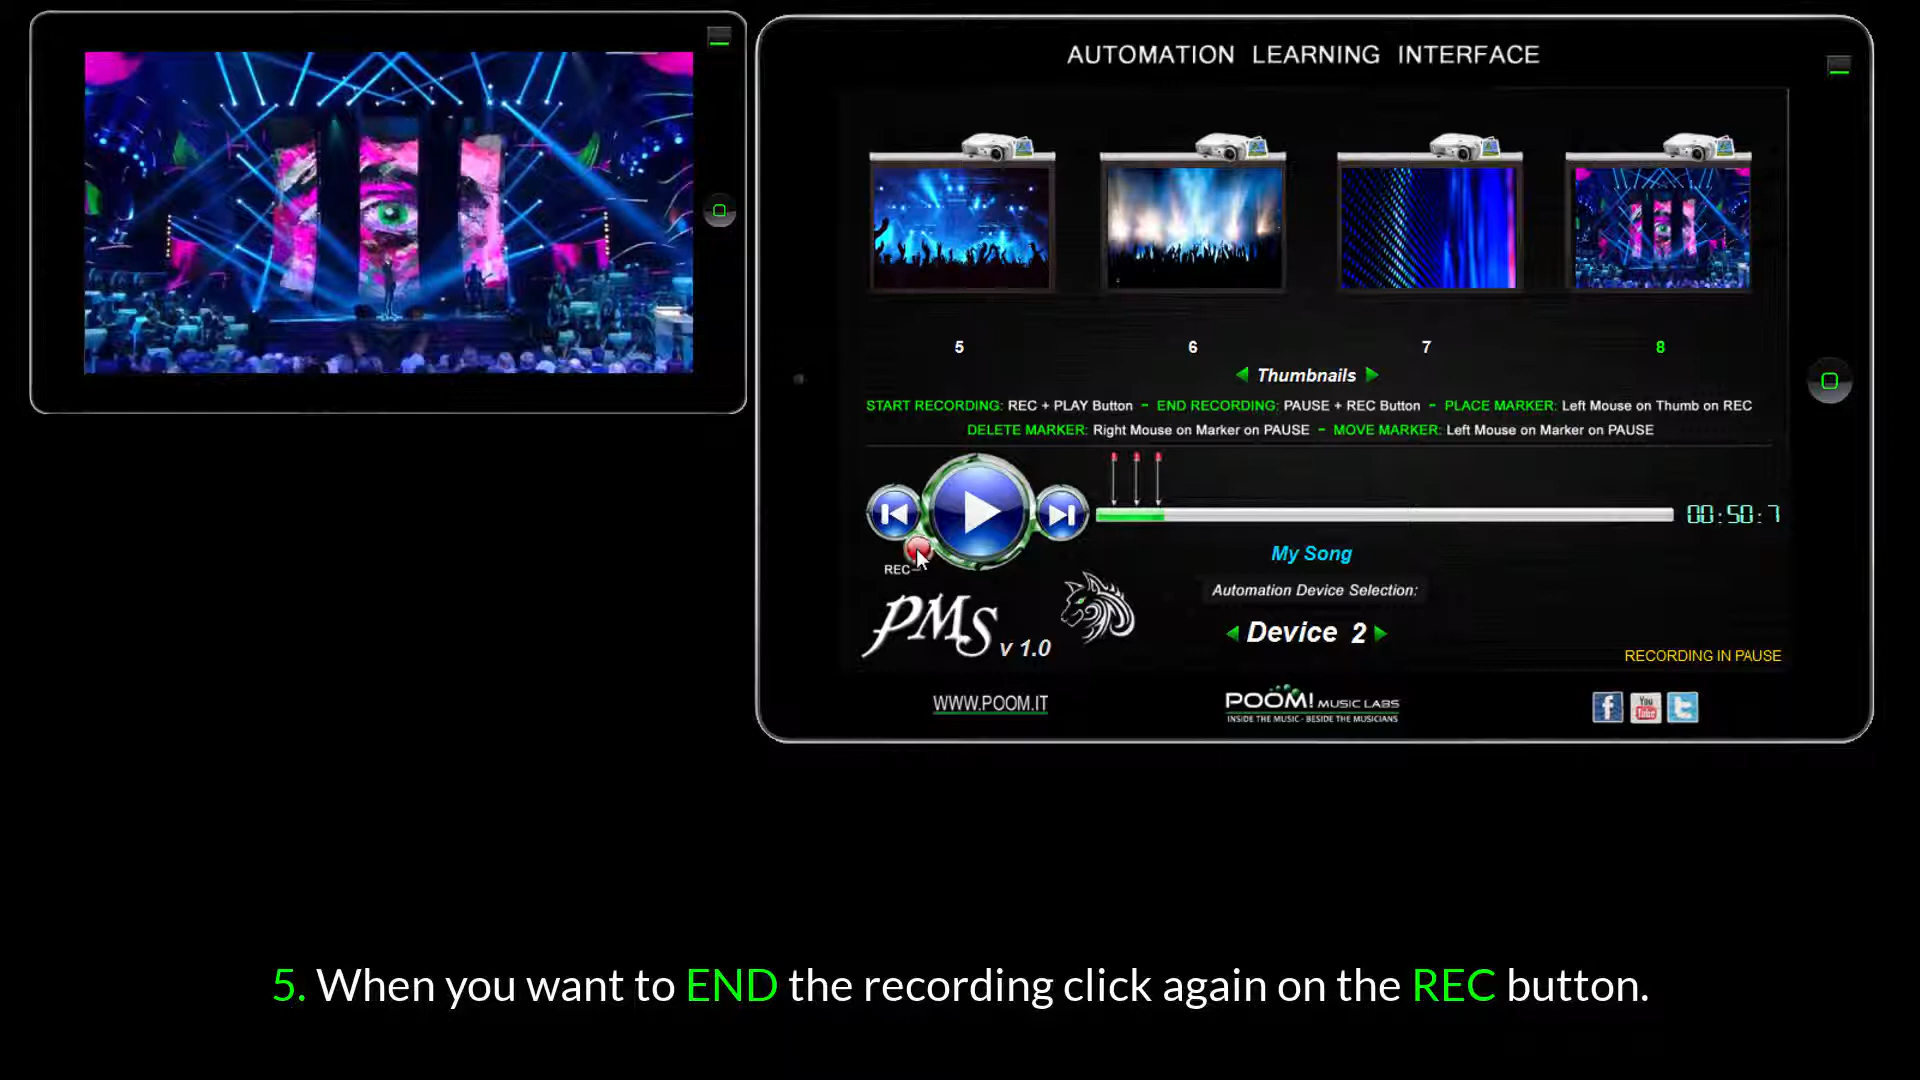 AUTOMATION LEARNING INTERFACE
5 6 7 8
Thumbnails
START RECORDING: REC + PLAY Button - END RECORDING: PAUSE + REC Button - PLACE MARKER: Left Mouse on Thumb on REC
DELETE MARKER: Right Mouse on Marker on PAUSE - MOVE MARKER: Left Mouse on Marker on PAUSE
00:50:7
My Song
REC
Automation Device Selection:
PMS v 1.0
Device 2
RECORDING IN PAUSE
WWW.POOM.IT
POOM! MUSIC LABS
INSIDE THE MUSIC - BESIDE THE MUSICIANS
f You Tube t
5. When you want to END the recording click again on the REC button.